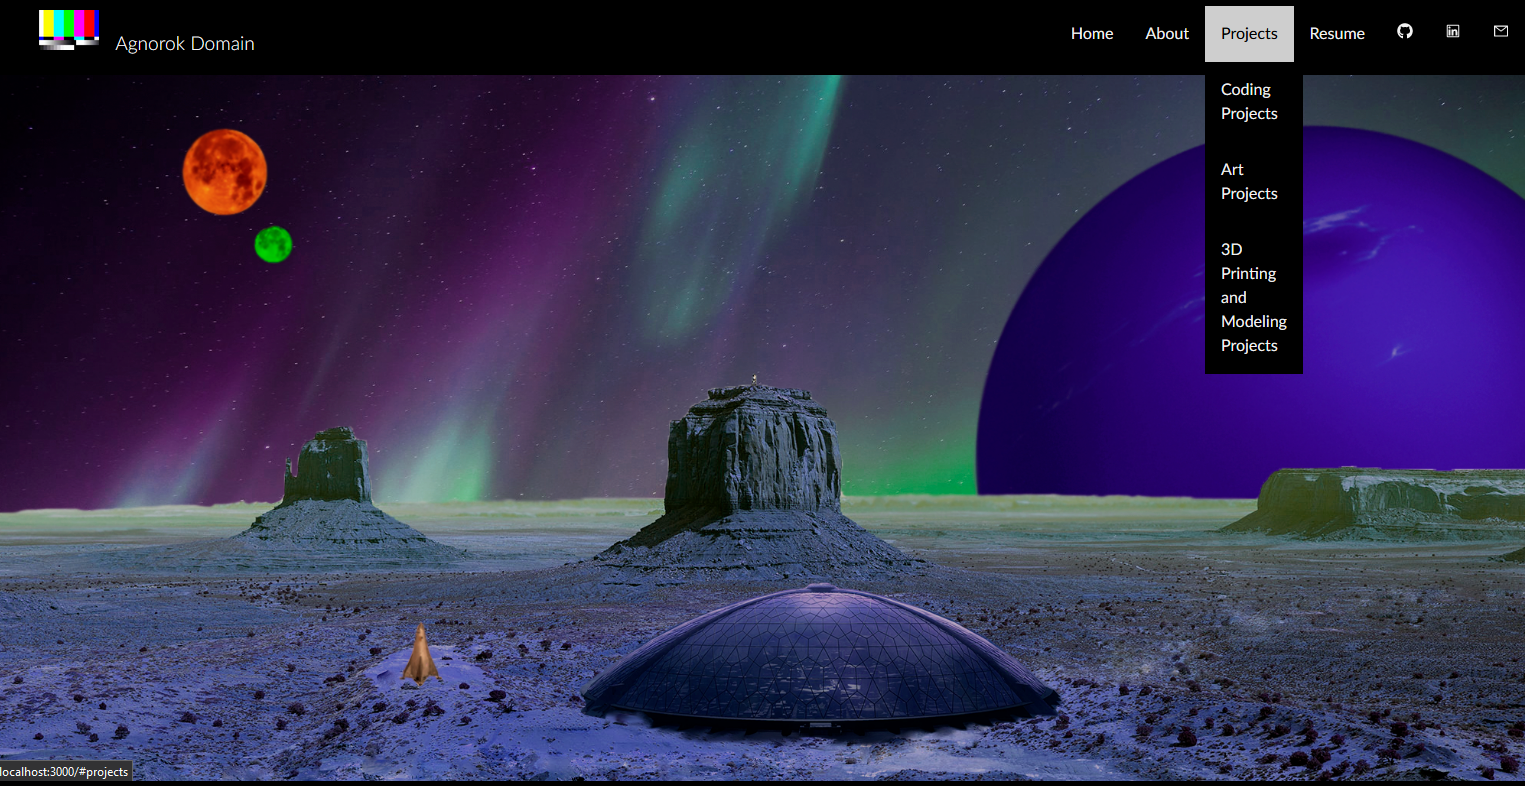 Agnorok Domain
Home About Projects Resume
Coding
Projects
Art
Projects
3D
Printing
and
Modeling
Projects
localhost:3000/#projects